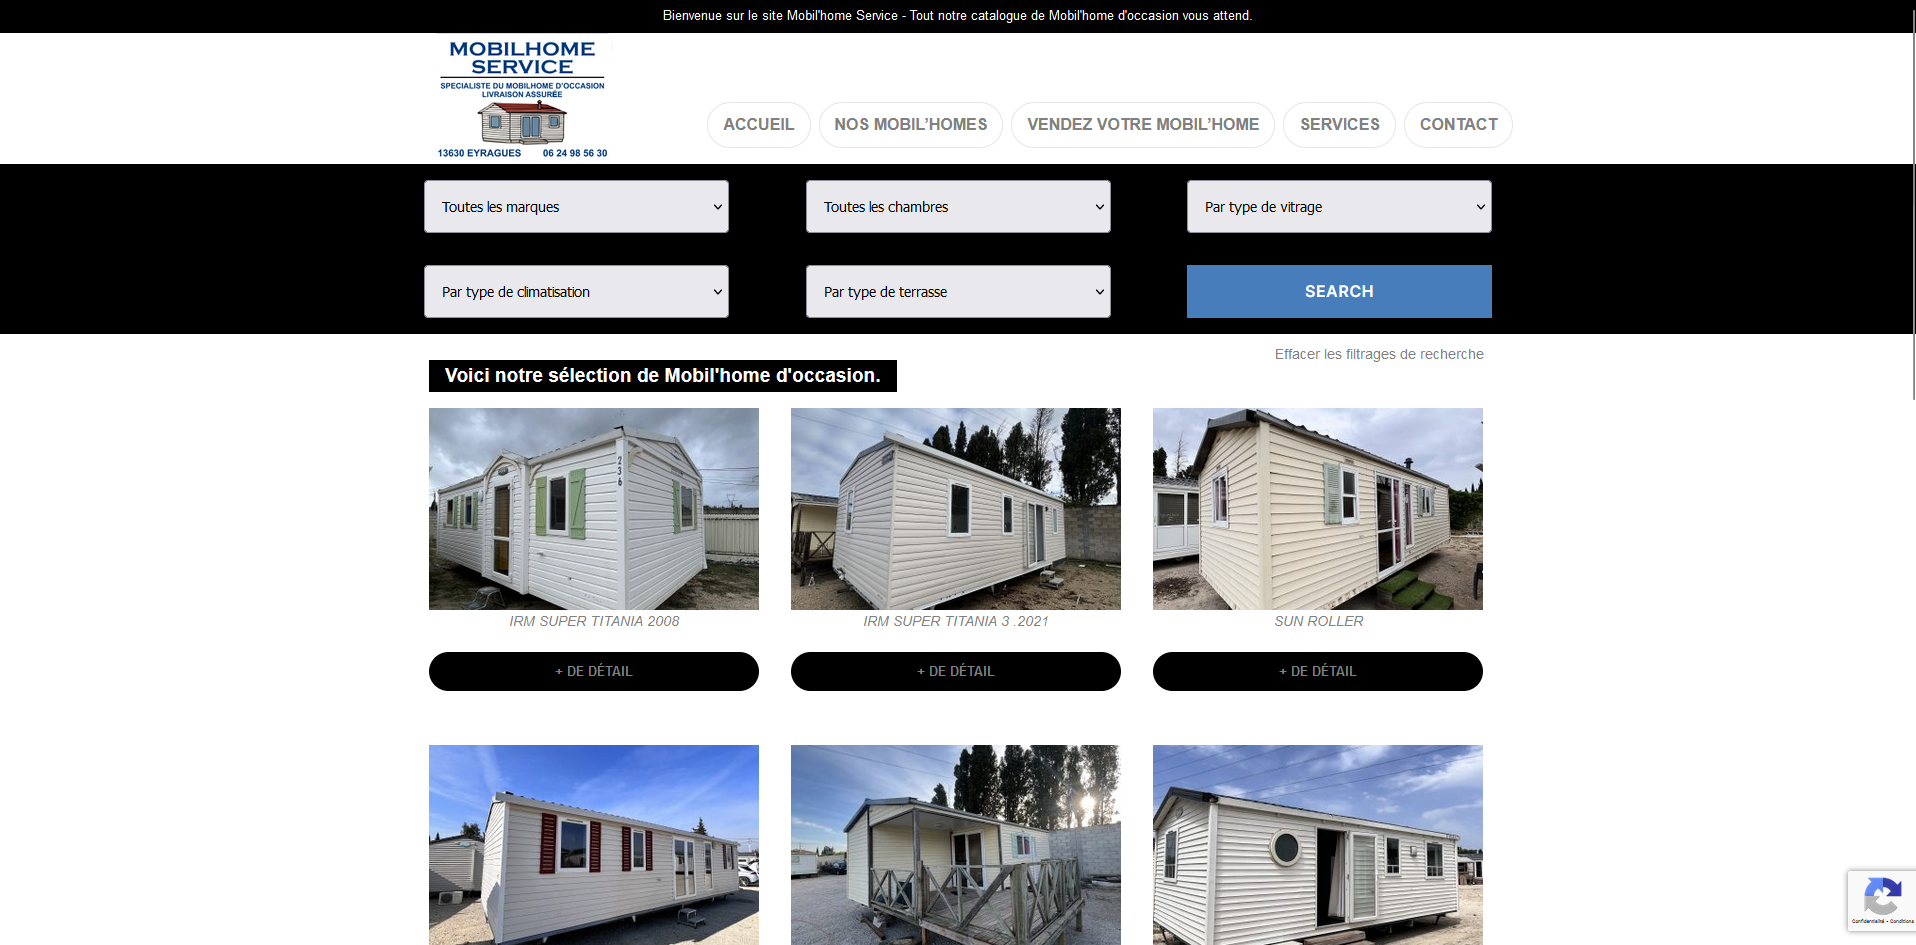 Bienvenue sur le site Mobil'home Service - Tout notre catalogue de Mobil'home d'occasion vous attend.
MOBILHOME
SERVICE
SPECIALISTE DU MOBILHOME D'OCCASION
LIVRAISON ASSURÉE
13630 EYRAGUES 06 24 98 56 30
ACCUEIL
NOS MOBIL’HOMES
VENDEZ VOTRE MOBIL’HOME
SERVICES
CONTACT
Toutes les marques
Toutes les chambres
Par type de vitrage
Par type de climatisation
Par type de terrasse
SEARCH
Effacer les filtrages de recherche
Voici notre sélection de Mobil'home d'occasion.
236
IRM SUPER TITANIA 2008
IRM SUPER TITANIA 3 .2021
SUN ROLLER
+ DE DÉTAIL
+ DE DÉTAIL
+ DE DÉTAIL
Confidentialité - Conditions